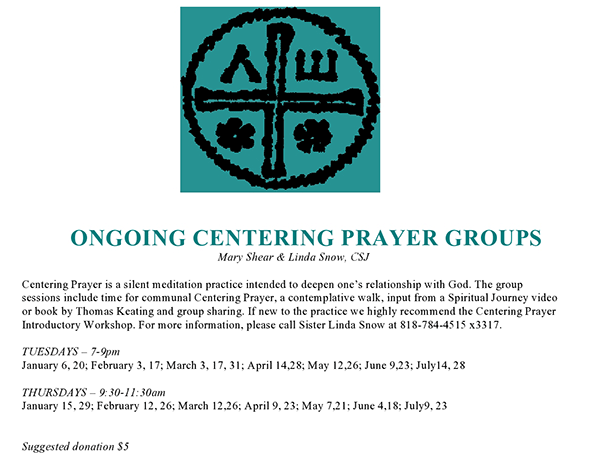 Λ Ш
ONGOING CENTERING PRAYER GROUPS
Mary Shear & Linda Snow, CSJ
Centering Prayer is a silent meditation practice intended to deepen one's relationship with God. The group
sessions include time for communal Centering Prayer, a contemplative walk, input from a Spiritual Journey video
or book by Thomas Keating and group sharing. If new to the practice we highly recommend the Centering Prayer
Introductory Workshop. For more information, please call Sister Linda Snow at 818-784-4515 x3317.
TUESDAYS – 7-9pm
January 6, 20; February 3, 17; March 3, 17, 31; April 14,28; May 12,26; June 9,23; July14, 28
THURSDAYS – 9:30-11:30am
January 15, 29; February 12, 26; March 12,26; April 9, 23; May 7,21; June 4,18; July9, 23
Suggested donation $5